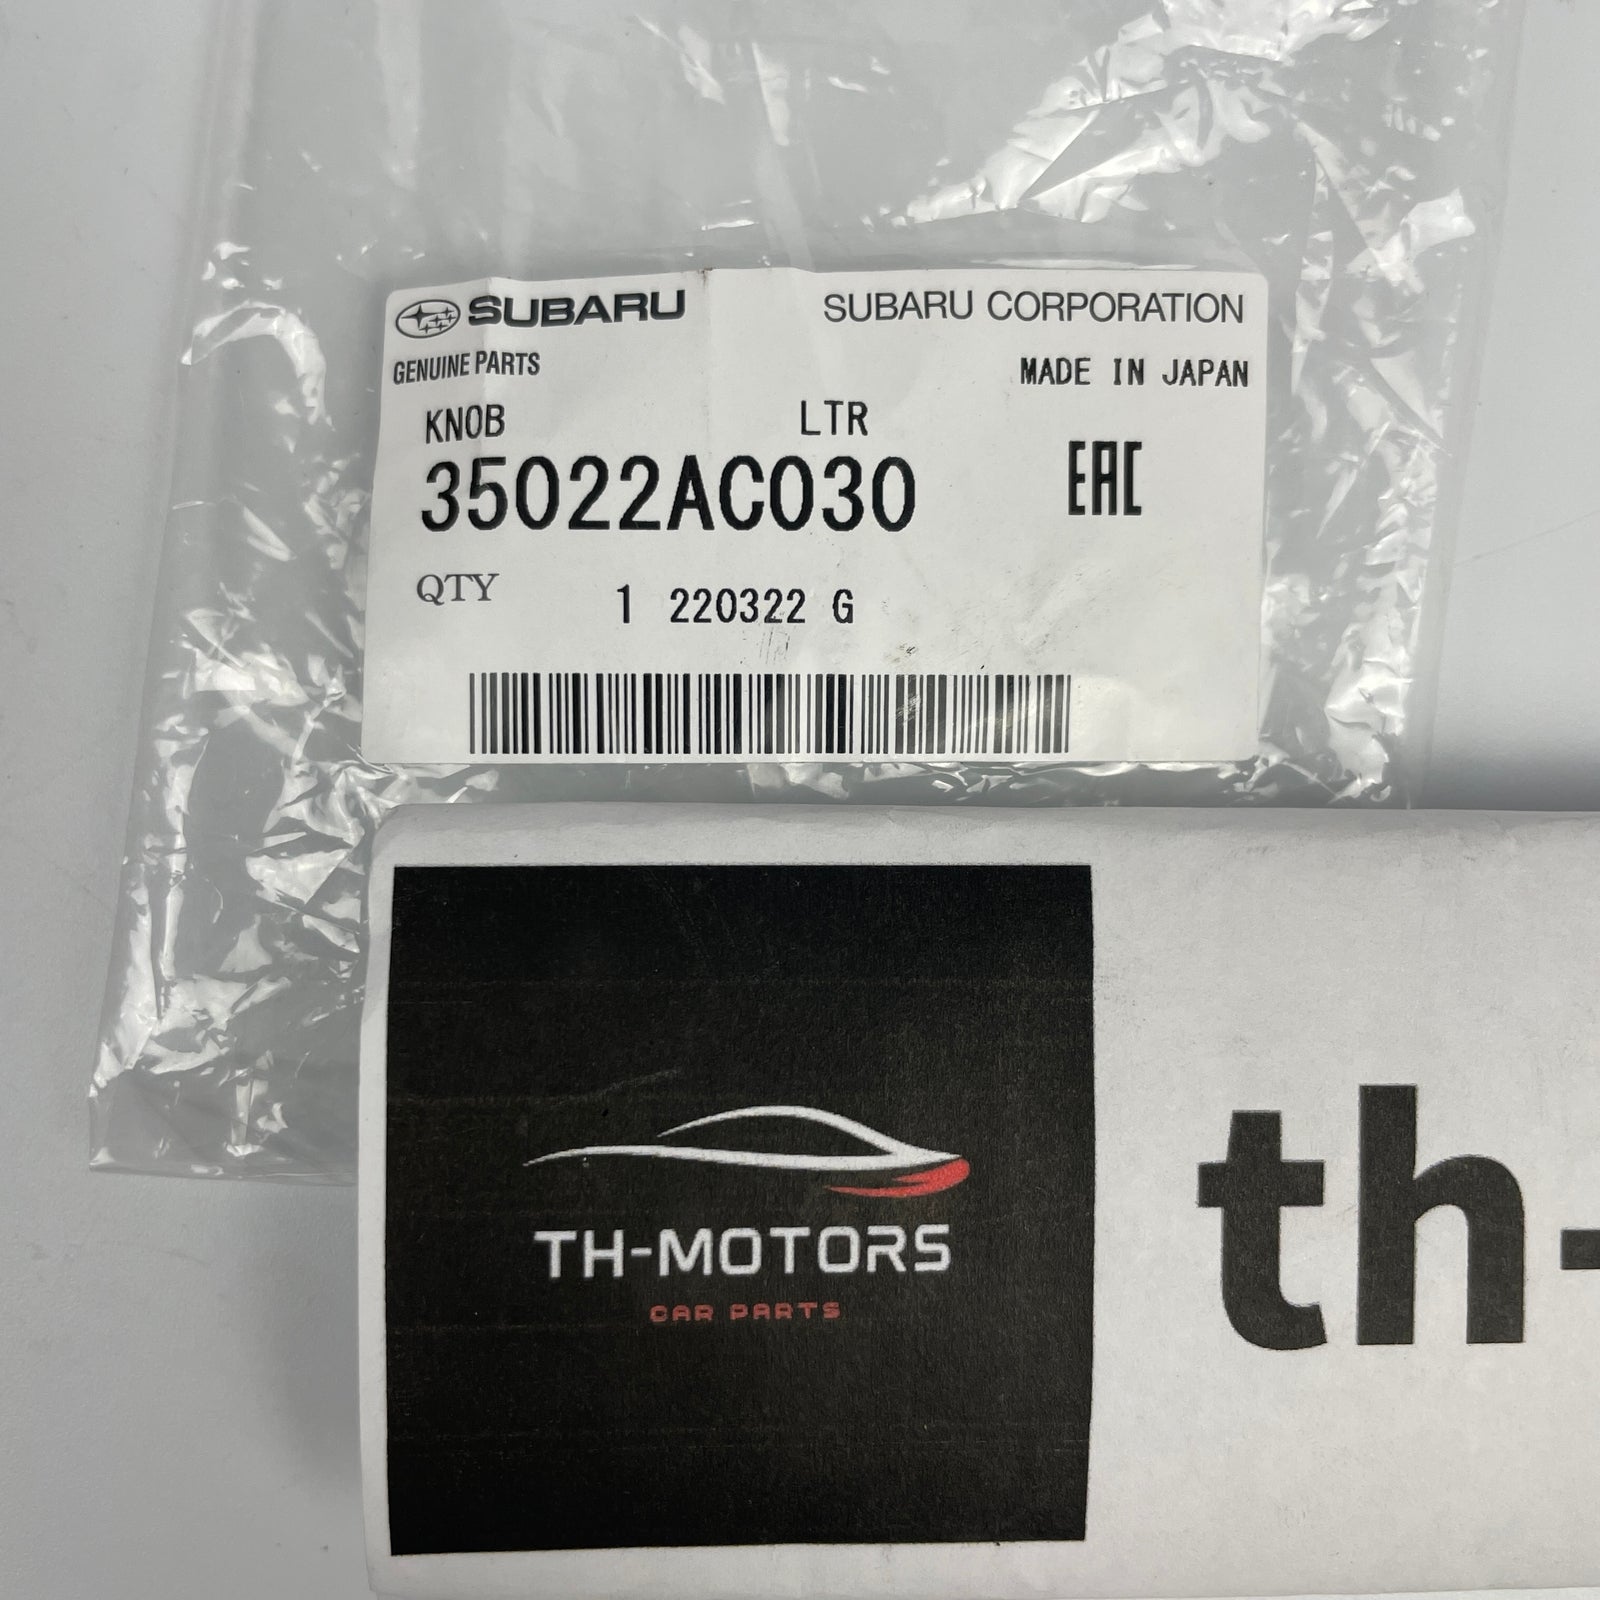 SUBARU
SUBARU CORPORATION
GENUINE PARTS
MADE IN JAPAN
KNOB LTR
35022AC030
EAC
QTY 1 220322 G
TH-MOTORS
CAR PARTS
th-